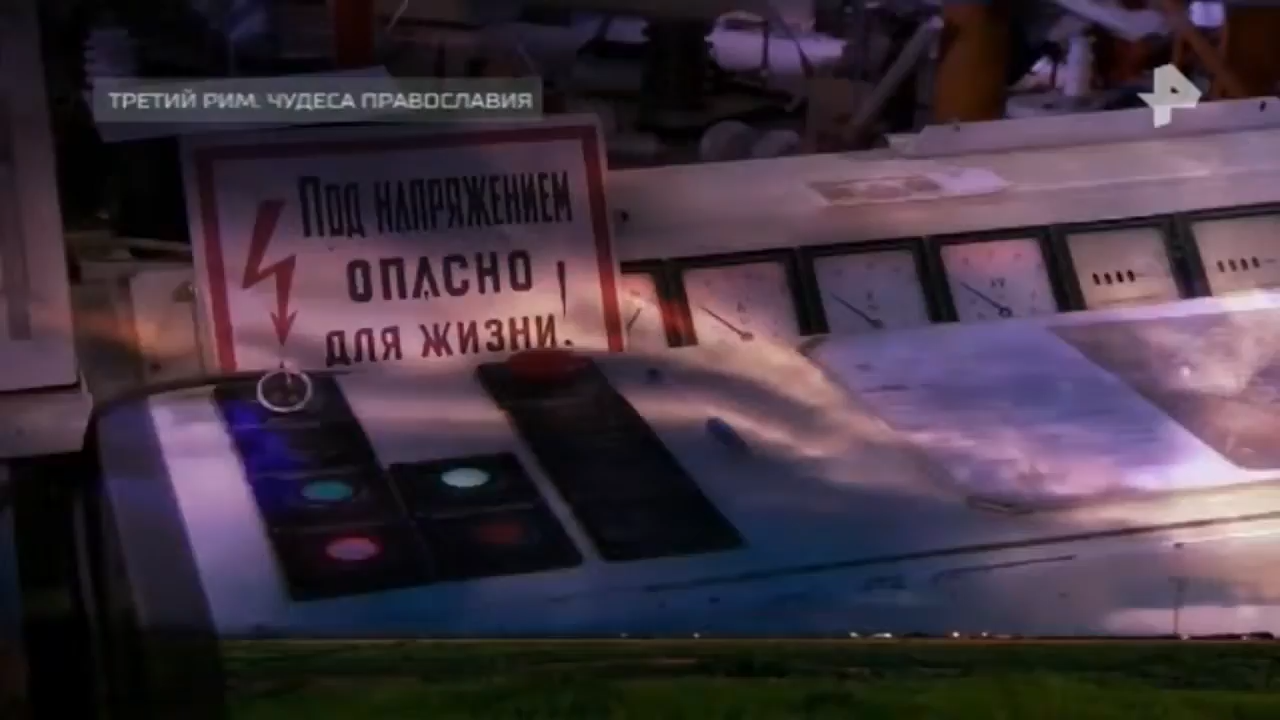 ТРЕТИЙ РИМ. ЧУДЕСА ПРАВОСЛАВИЯ
Под напряжением
опасно
для жизни!